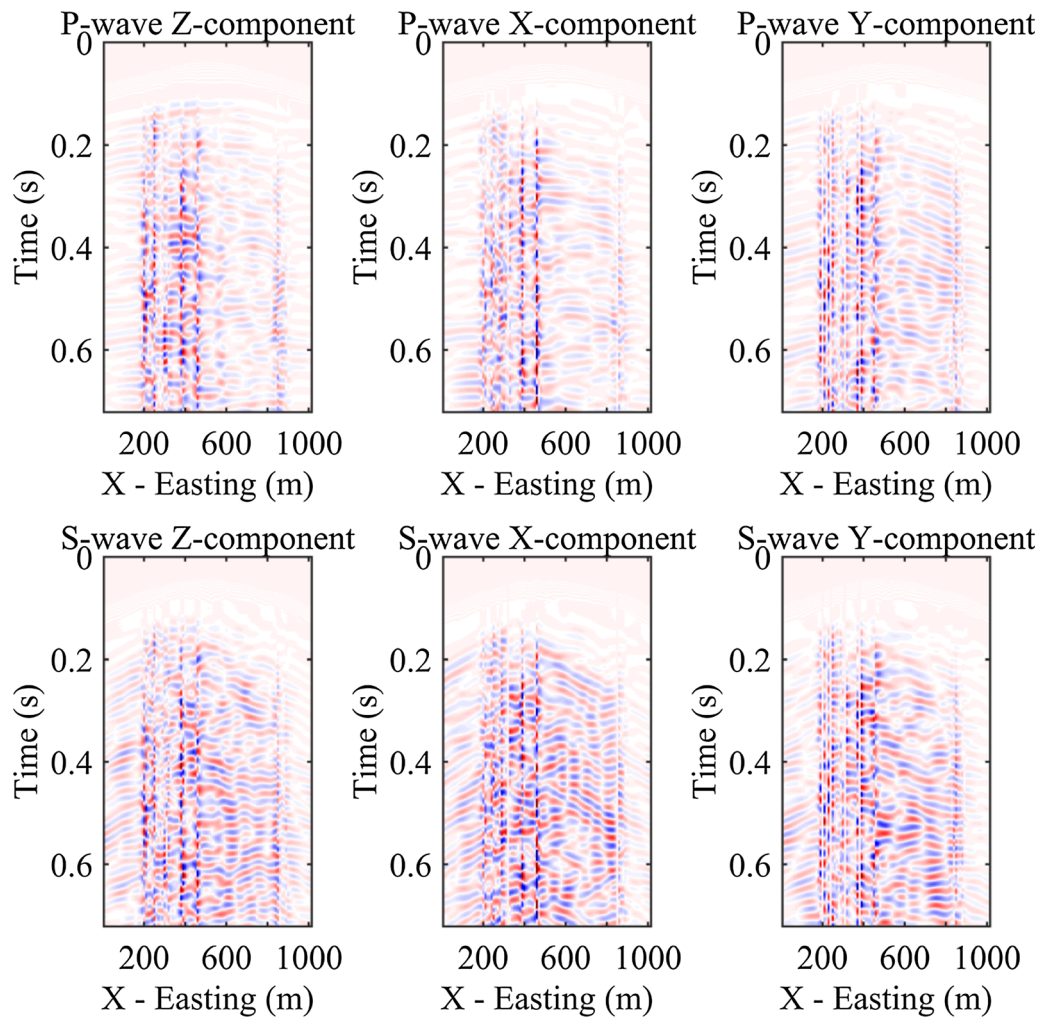 P-wave Z-component P-wave X-component P-wave Y-component
0 0 0
0.2 0.2 0.2
0.4 0.4 0.4
0.6 0.6 0.6
Time (s) Time (s) Time (s)
200 600 1000 200 600 1000 200 600 1000
X - Easting (m) X - Easting (m) X - Easting (m)
S-wave Z-component S-wave X-component S-wave Y-component
0 0 0
0.2 0.2 0.2
0.4 0.4 0.4
0.6 0.6 0.6
Time (s) Time (s) Time (s)
200 600 1000 200 600 1000 200 600 1000
X - Easting (m) X - Easting (m) X - Easting (m)